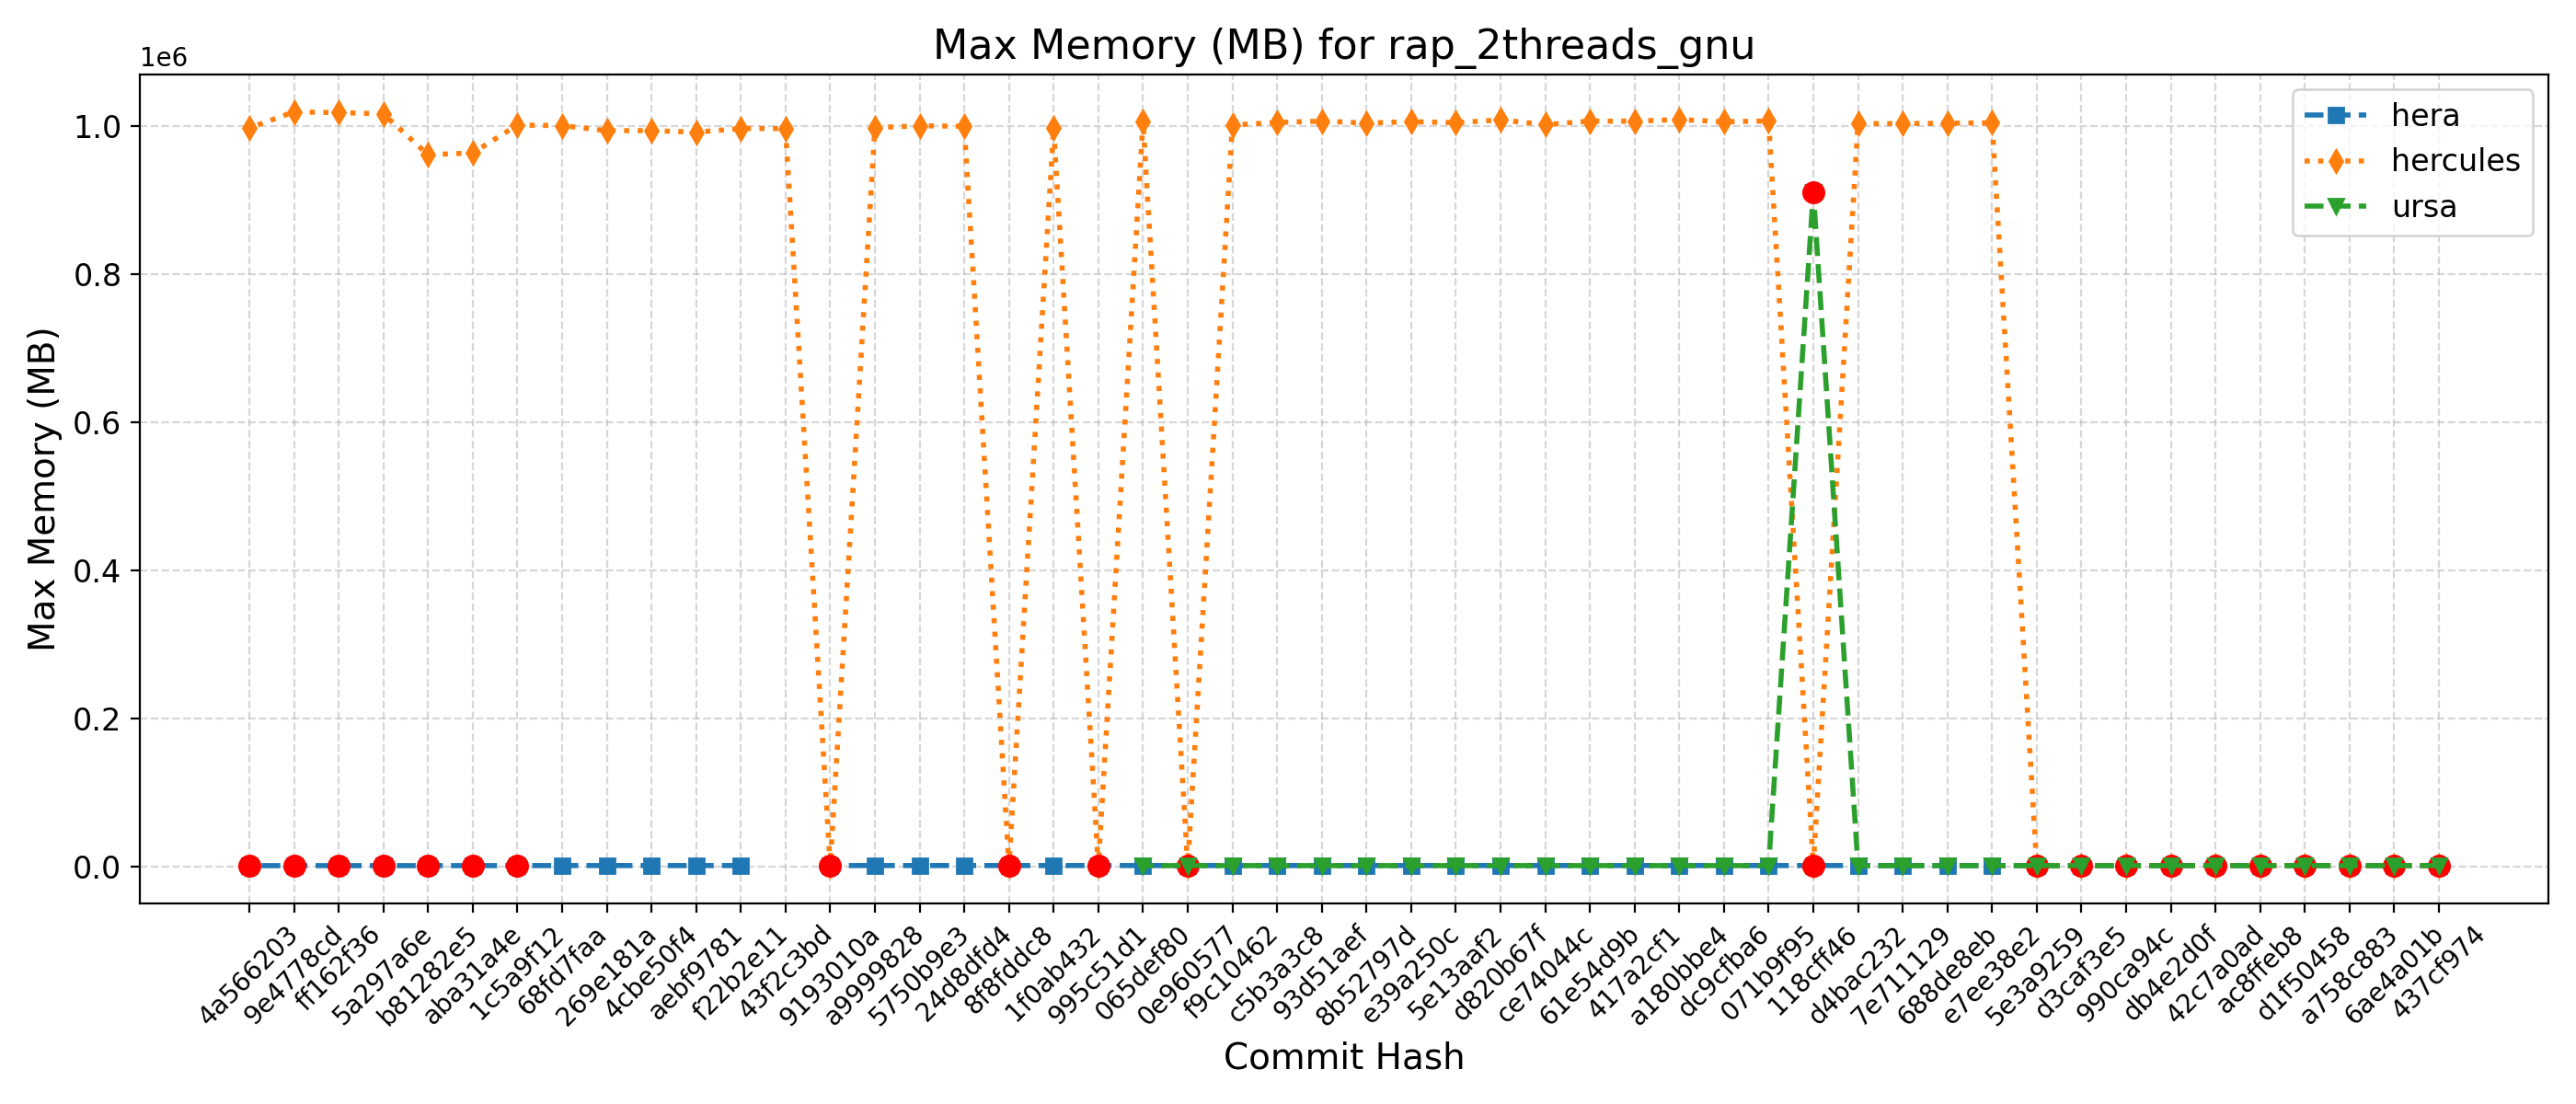 Max Memory (MB) for rap_2threads_gnu
1e6
1.0
0.8
0.6
0.4
0.2
0.0
Max Memory (MB)
hera
hercules
ursa
4a566203
9e4778cd
ff162f36
5a297a6e
b81282e5
aba31a4e
1c5a9f12
68fd7faa
269e181a
4cbe50f4
aebf9781
f22b2e11
43f2c3bd
9193010a
a9999828
5750b9e3
24d8dfd4
8f8fddc8
1f0ab432
995c51d1
065def80
0e960577
f9c10462
c5b3a3c8
93d51aef
8b52797d
e39a250c
5e13aaf2
d820b67f
ce74044c
61e54d9b
417a2cf1
a180bbe4
dc9cfba6
071b9f95
118cff46
d4bac232
7e711129
688de8eb
e7ee38e2
5e3a9259
d3caf3e5
990ca94c
db4e2d0f
42c7a0ad
ac8ffeb8
d1f50458
a758c883
6ae4a01b
437cf974
Commit Hash